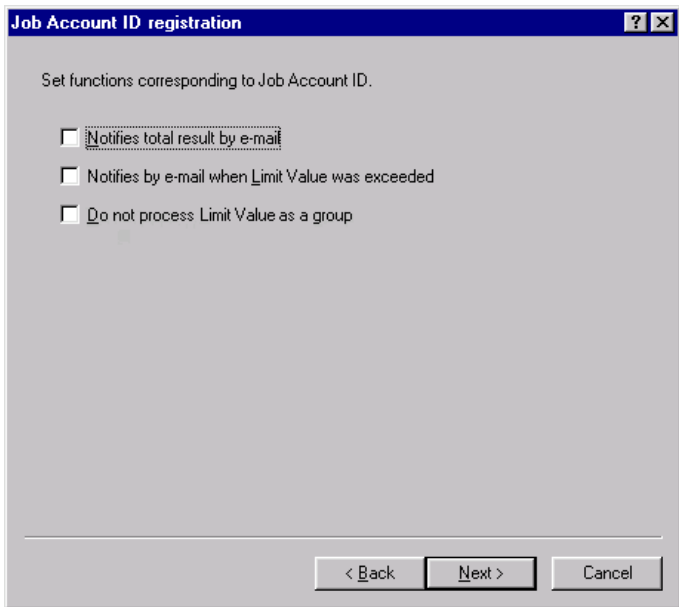 Job Account ID registration
Set functions corresponding to Job Account ID.
Notifies total result by e-mail
Notifies by e-mail when Limit Value was exceeded
Do not process Limit Value as a group
< Back Next > Cancel